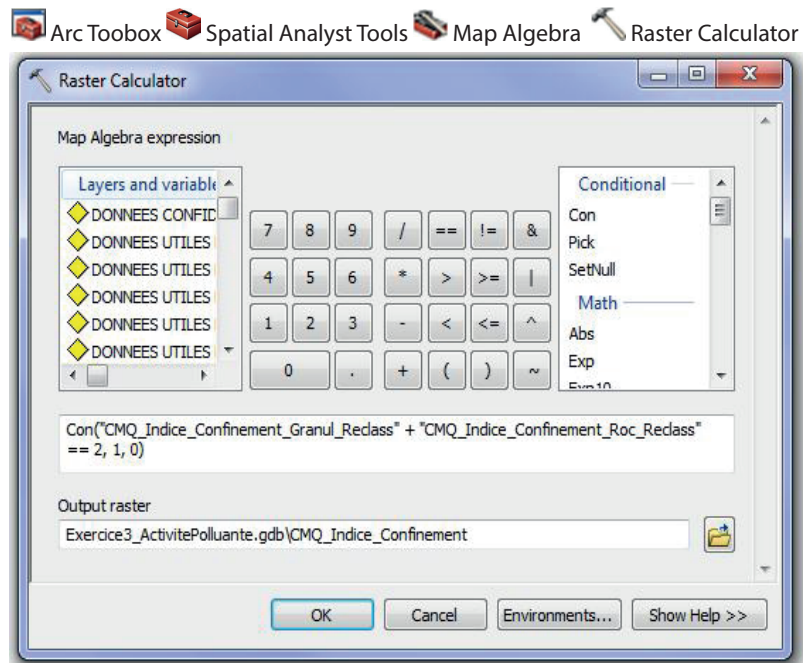 Arc Toobox Spatial Analyst Tools Map Algebra Raster Calculator
Raster Calculator
Map Algebra expression
Layers and variable
DONNEES CONFID
DONNEES UTILES
DONNEES UTILES
DONNEES UTILES
DONNEES UTILES
DONNEES UTILES
7 8 9 / == != &
4 5 6 * > >= |
1 2 3 - < <= ^
0 . + ( ) ~
Conditional
Con
Pick
SetNull
Math
Abs
Exp
Exp10
Con("CMQ_Indice_Confinement_Granul_Reclass" + "CMQ_Indice_Confinement_Roc_Reclass"
== 2, 1, 0)
Output raster
Exercice3_ActivitePolluante.gdb\CMQ_Indice_Confinement
OK Cancel Environments... Show Help >>